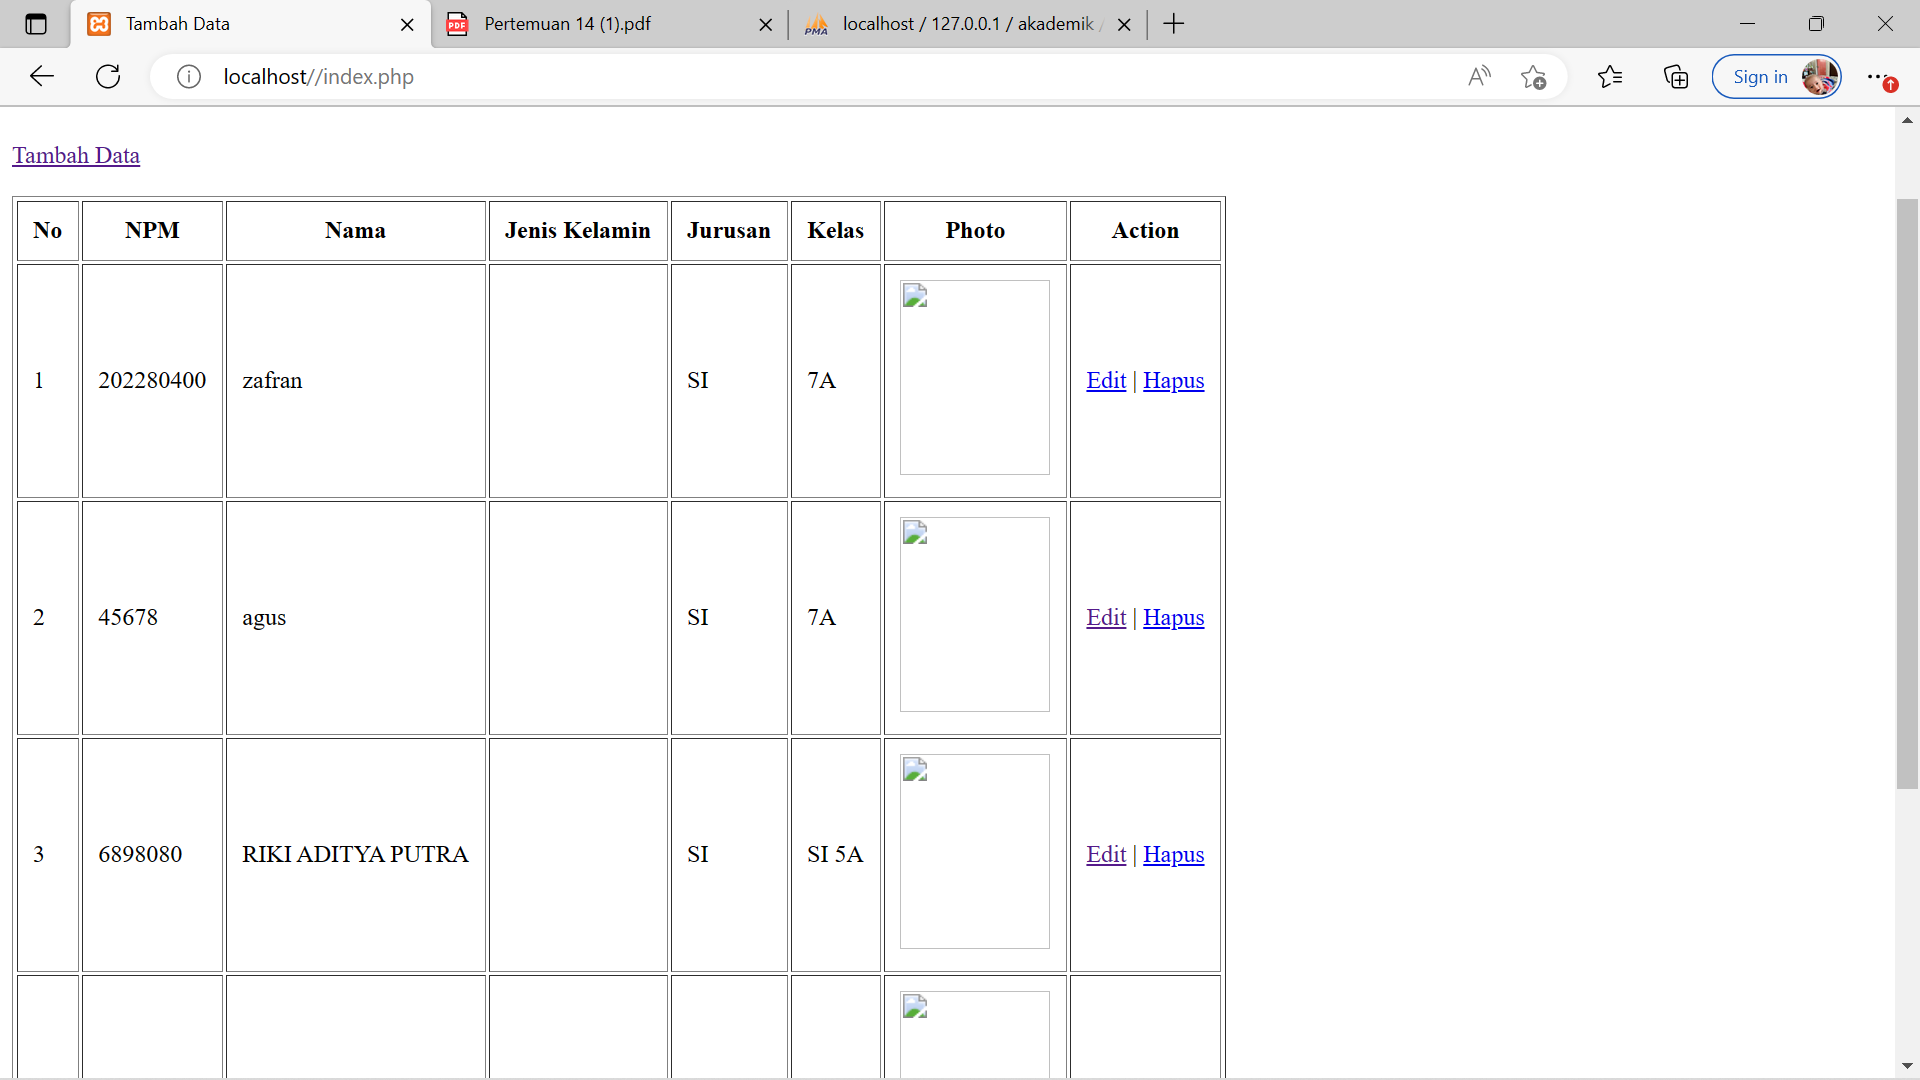 Tambah Data
Pertemuan 14 (1).pdf
localhost / 127.0.0.1 / akademik /
localhost//index.php
Sign in
Tambah Data
No NPM Nama Jenis Kelamin Jurusan Kelas Photo Action
1 202280400 zafran SI 7A Edit | Hapus
2 45678 agus SI 7A Edit | Hapus
3 6898080 RIKI ADITYA PUTRA SI SI 5A Edit | Hapus